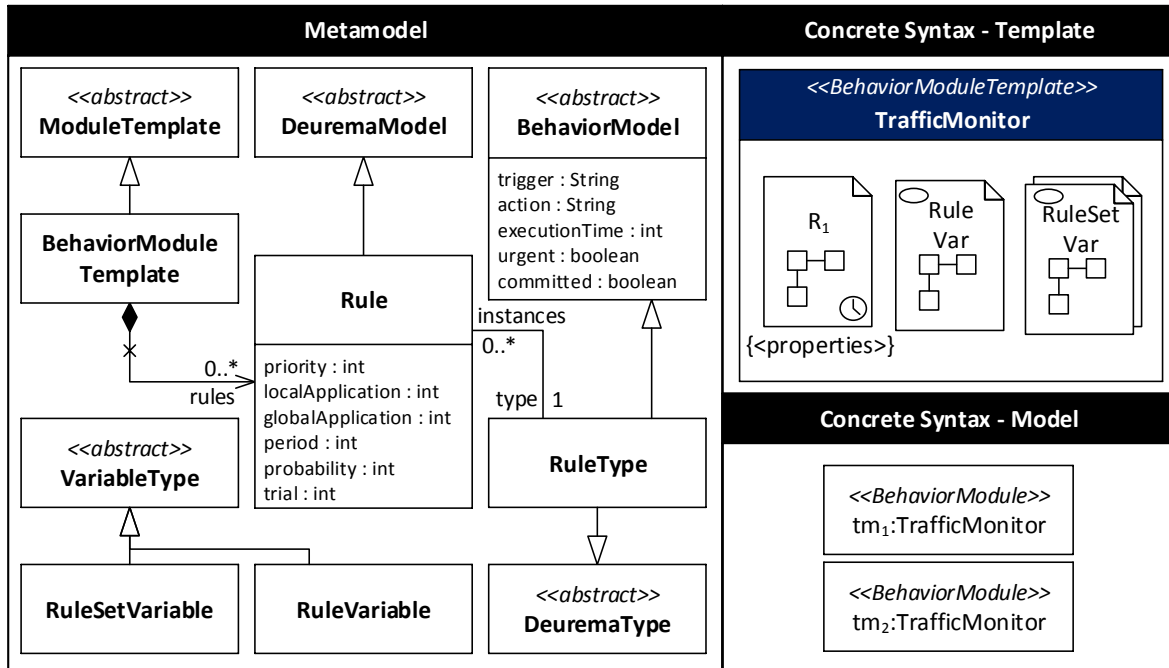 Metamodel
<<abstract>>
ModuleTemplate
<<abstract>>
DeuremaModel
<<abstract>>
BehaviorModel
trigger : String
action : String
executionTime : int
urgent : boolean
committed : boolean
BehaviorModule
Template
Rule
priority : int
localApplication : int
globalApplication : int
period : int
probability : int
trial : int
instances
0..*
0..*
rules
type
1
<<abstract>>
VariableType
RuleType
RuleSetVariable
RuleVariable
<<abstract>>
DeuremaType
Concrete Syntax - Template
<<BehaviorModuleTemplate>>
TrafficMonitor
R₁
Rule
Var
RuleSet
Var
{<properties>}
Concrete Syntax - Model
<<BehaviorModule>>
tm₁:TrafficMonitor
<<BehaviorModule>>
tm₂:TrafficMonitor